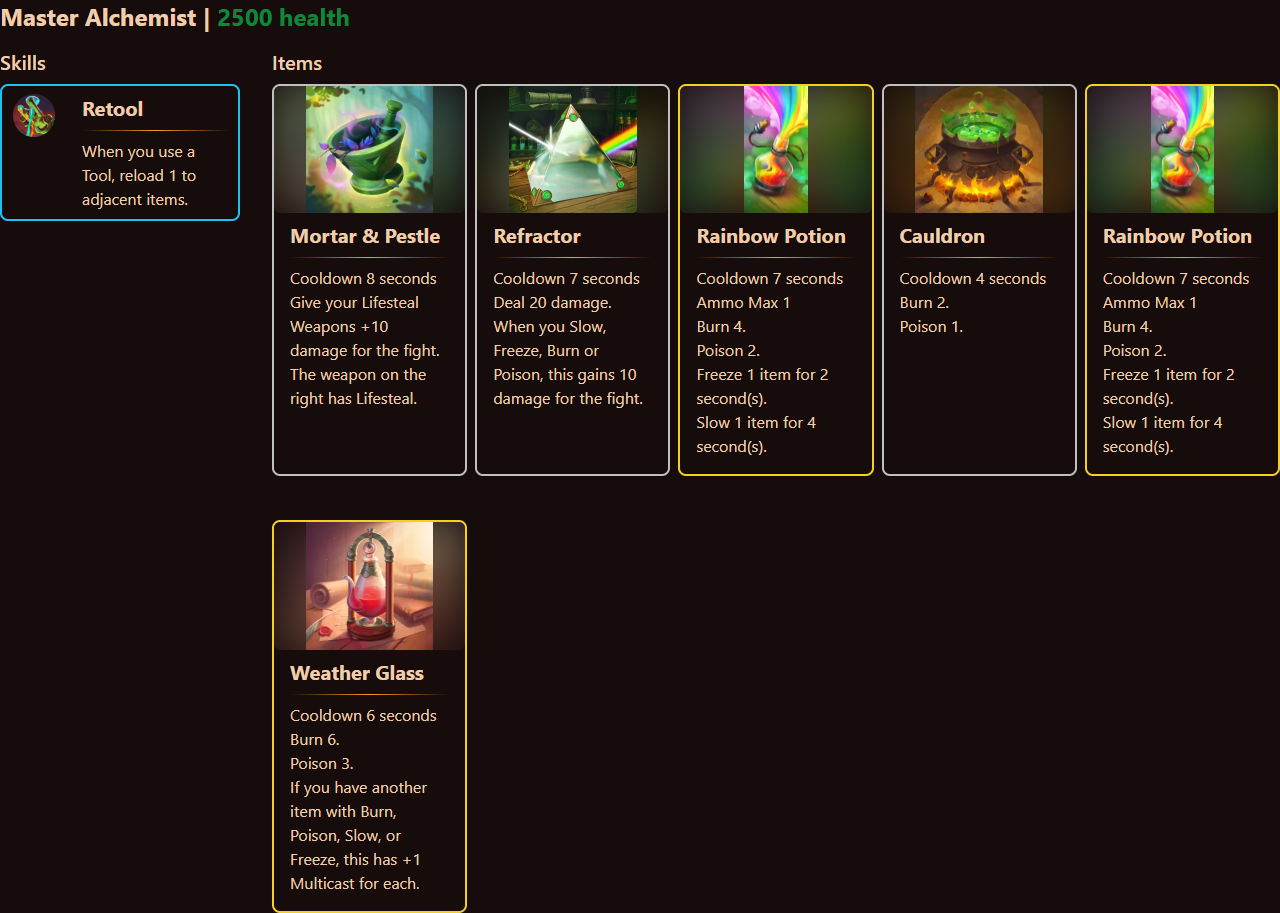 Master Alchemist | 2500 health
Skills
Retool
When you use a
Tool, reload 1 to
adjacent items.
Items
Mortar & Pestle
Cooldown 8 seconds
Give your Lifesteal
Weapons +10
damage for the fight.
The weapon on the
right has Lifesteal.
Refractor
Cooldown 7 seconds
Deal 20 damage.
When you Slow,
Freeze, Burn or
Poison, this gains 10
damage for the fight.
Rainbow Potion
Cooldown 7 seconds
Ammo Max 1
Burn 4.
Poison 2.
Freeze 1 item for 2
second(s).
Slow 1 item for 4
second(s).
Cauldron
Cooldown 4 seconds
Burn 2.
Poison 1.
Rainbow Potion
Cooldown 7 seconds
Ammo Max 1
Burn 4.
Poison 2.
Freeze 1 item for 2
second(s).
Slow 1 item for 4
second(s).
Weather Glass
Cooldown 6 seconds
Burn 6.
Poison 3.
If you have another
item with Burn,
Poison, Slow, or
Freeze, this has +1
Multicast for each.